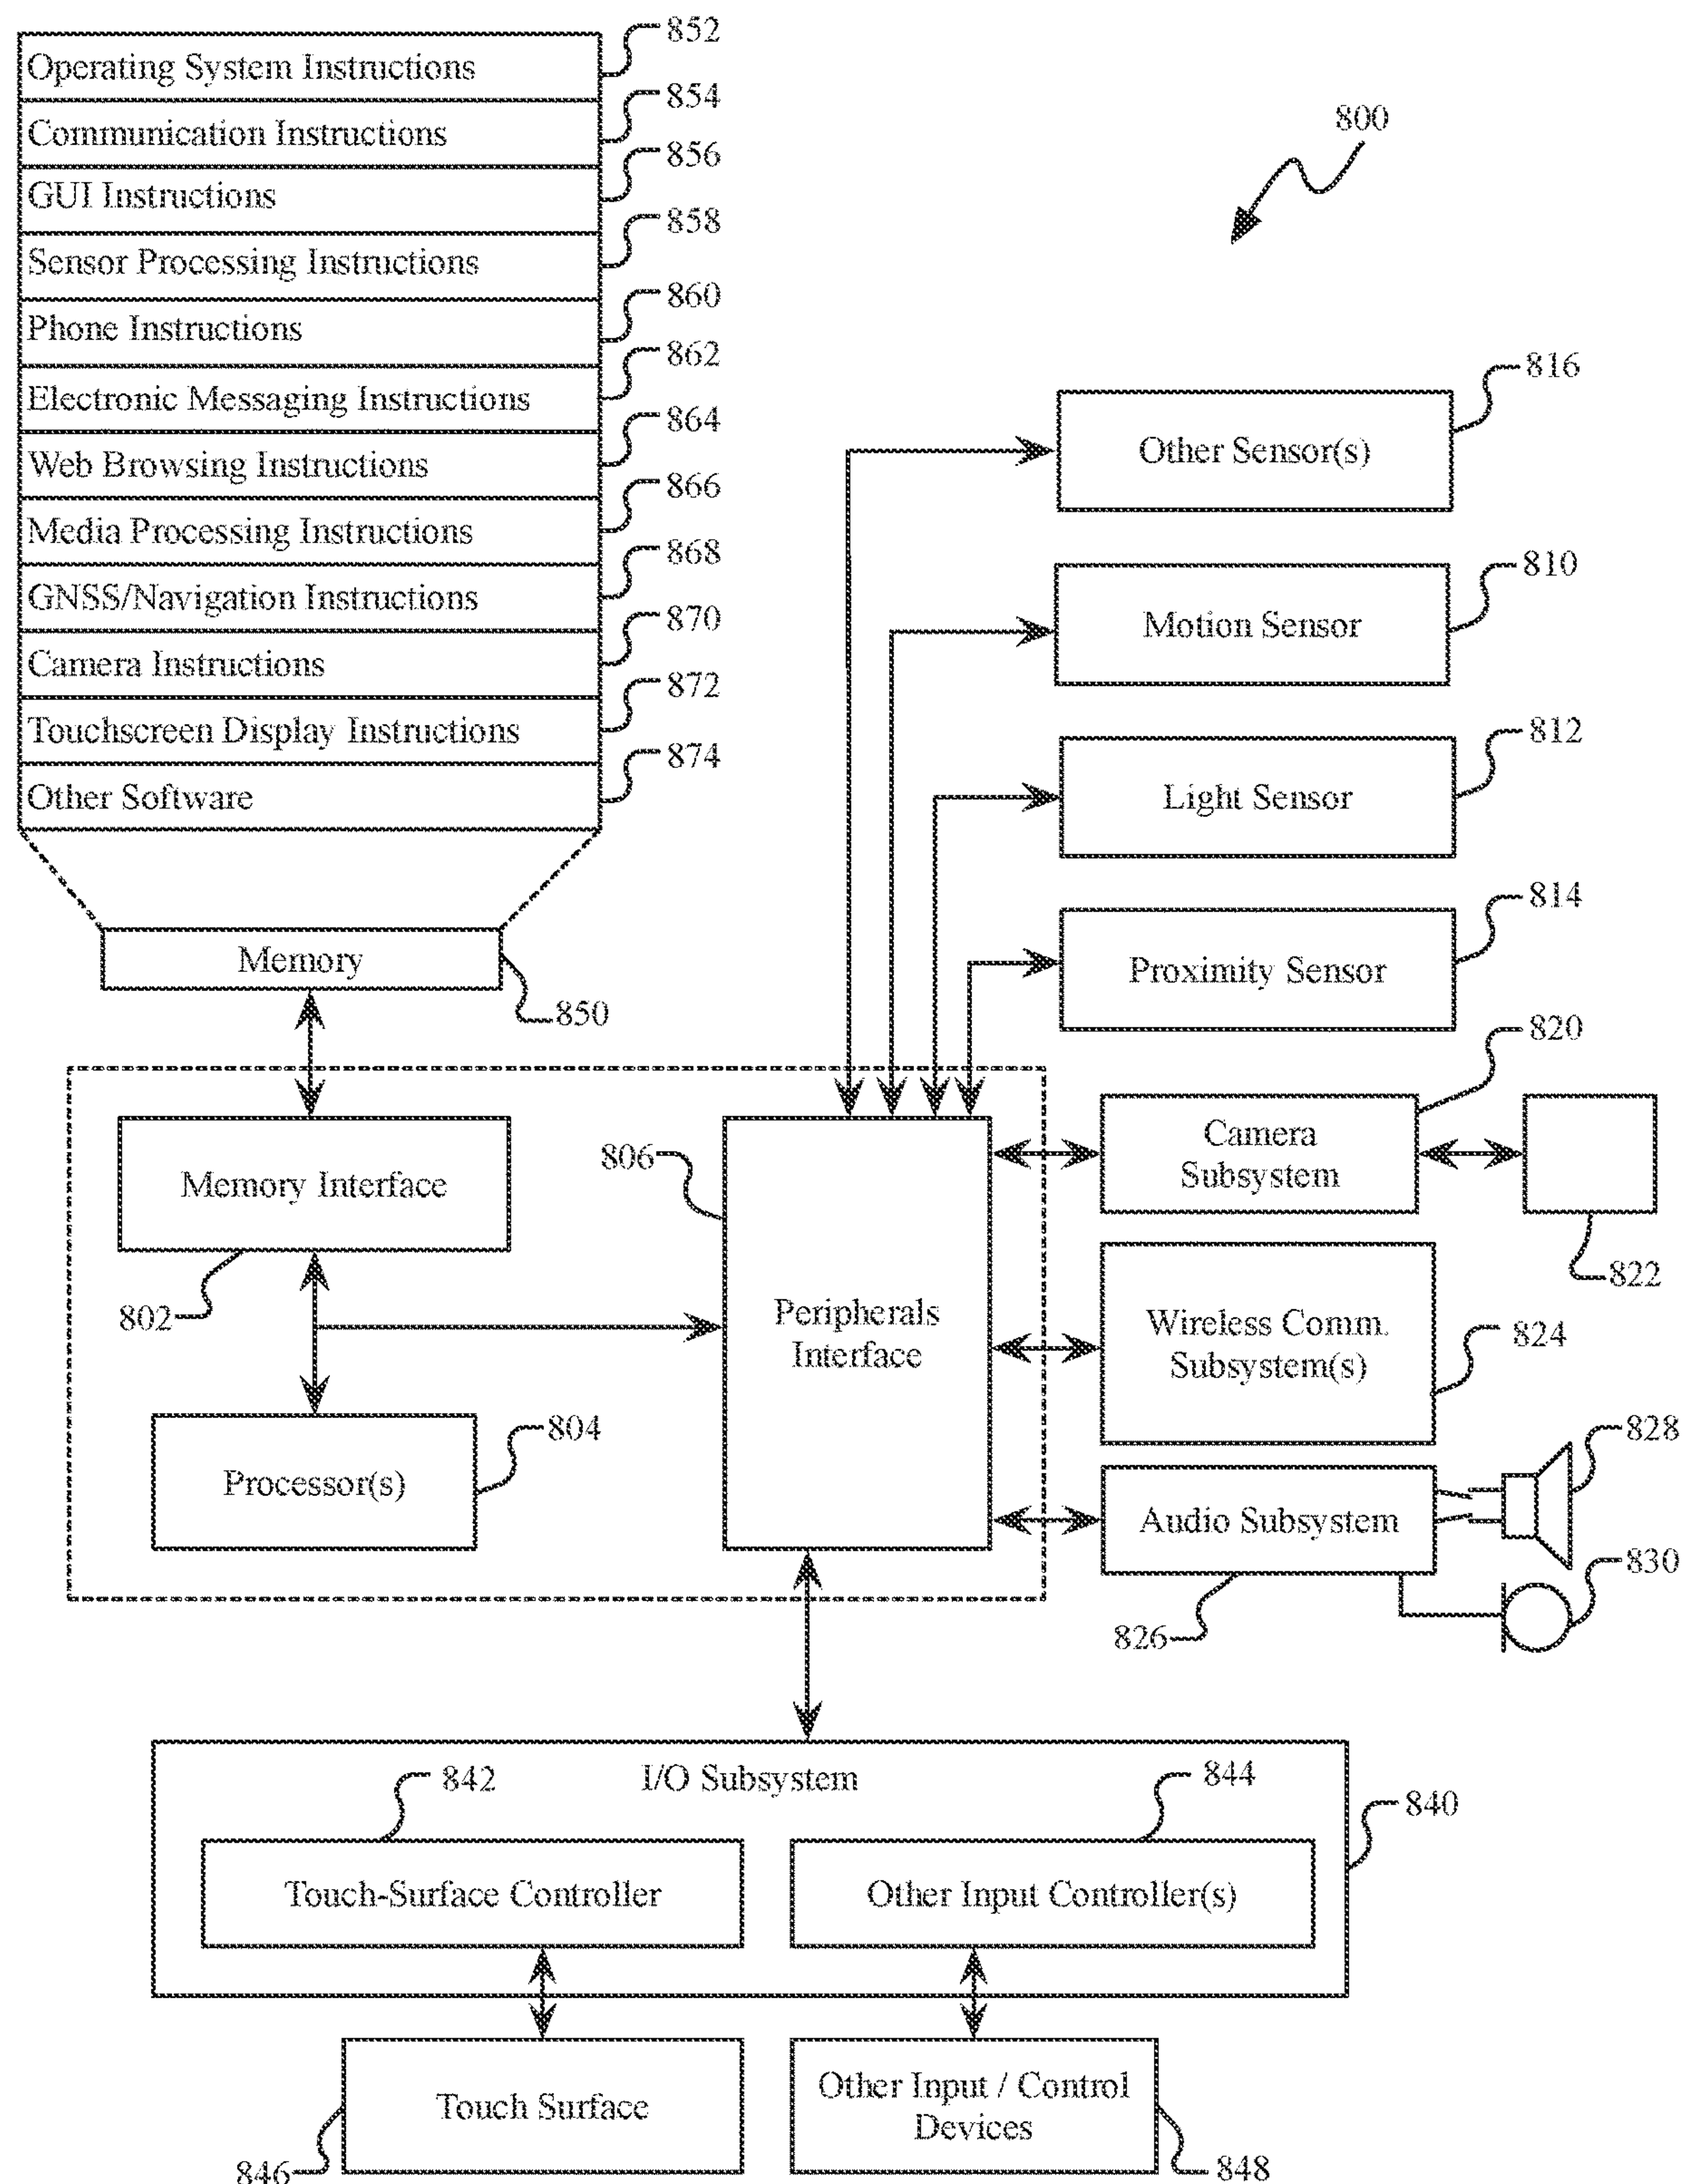 852
Operating System Instructions
854
Communication Instructions
800
856
GUI Instructions
858
Sensor Processing Instructions
860
Phone Instructions
862
Electronic Messaging Instructions
864
Web Browsing Instructions
866
Media Processing Instructions
868
GNSS/Navigation Instructions
870
Camera Instructions
872
Touchscreen Display Instructions
874
Other Software
Memory
850
816
Other Sensor(s)
810
Motion Sensor
812
Light Sensor
814
Proximity Sensor
820
Camera
Subsystem
822
806
Memory Interface
802
Peripherals
Interface
Wireless Comm.
Subsystem(s)
824
804
Processor(s)
828
Audio Subsystem
830
826
842
I/O Subsystem
844
840
Touch-Surface Controller
Other Input Controller(s)
Touch Surface
Other Input / Control
Devices
846
848